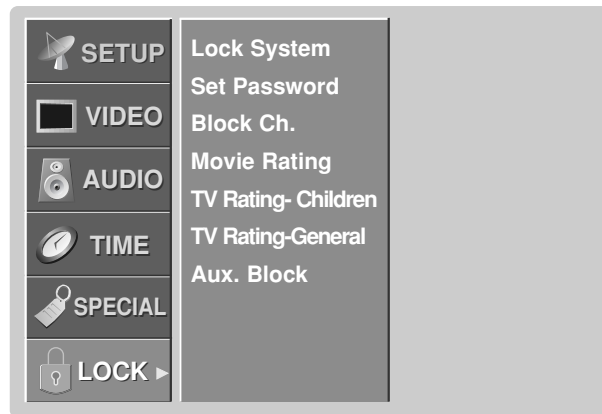 SETUP
VIDEO
AUDIO
TIME
SPECIAL
LOCK ►
Lock System
Set Password
Block Ch.
Movie Rating
TV Rating- Children
TV Rating-General
Aux. Block